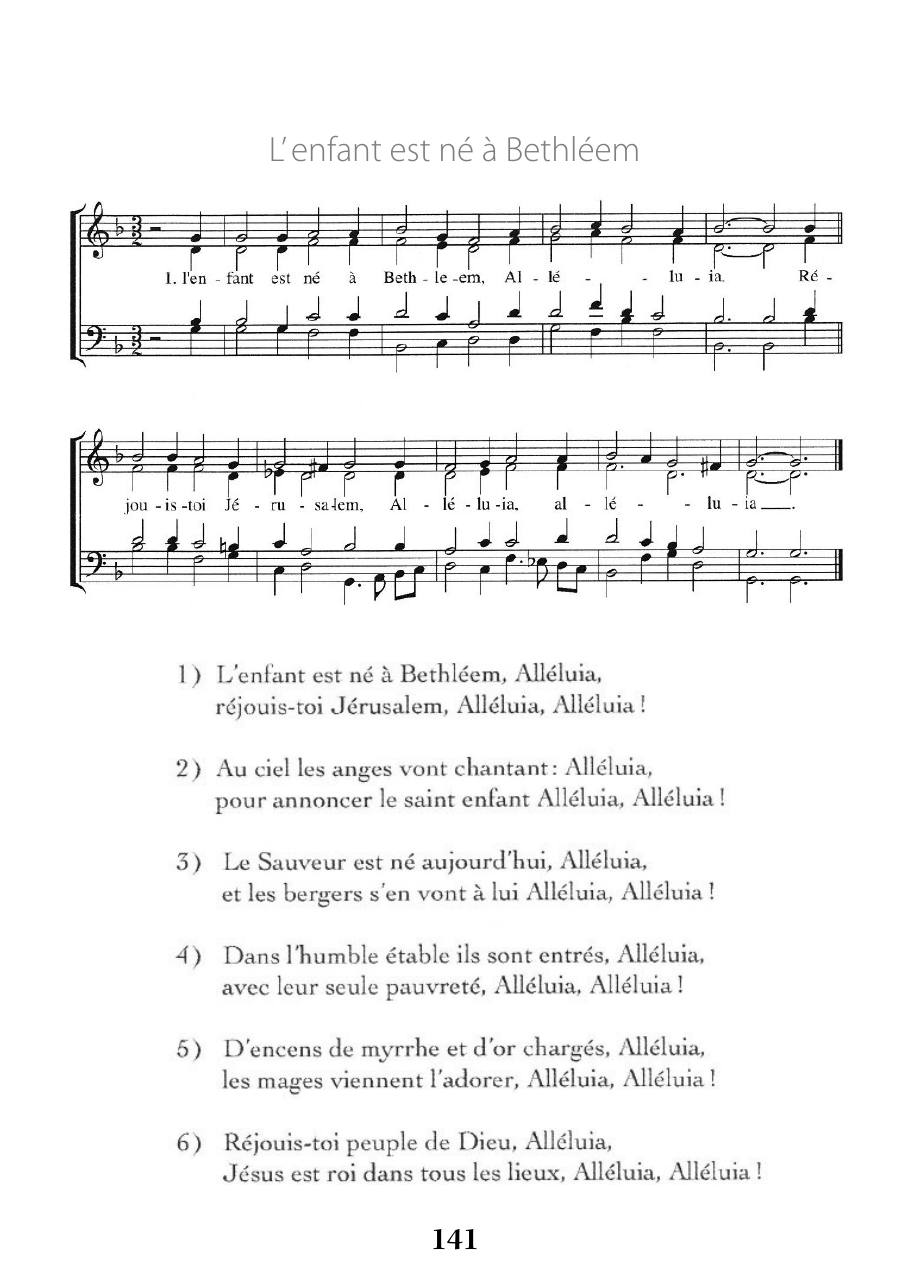 L'enfant est né à Bethléem
1. l'en - fant est né à Beth - le - em, Al - lé - - lu - ia. Ré -
jou - is - toi Jé - ru - salem, Al - lé - lu - ia, al - lé - - lu - ia .
1) L'enfant est né à Bethléem, Alléluia,
réjouis-toi Jérusalem, Alléluia, Alléluia !
2) Au ciel les anges vont chantant : Alléluia,
pour annoncer le saint enfant Alléluia, Alléluia !
3) Le Sauveur est né aujourd'hui, Alléluia,
et les bergers s'en vont à lui Alléluia, Alléluia !
4) Dans l'humble étable ils sont entrés, Alléluia,
avec leur seule pauvreté, Alléluia, Alléluia !
5) D'encens de myrrhe et d'or chargés, Alléluia,
les mages viennent l'adorer, Alléluia, Alléluia !
6) Réjouis-toi peuple de Dieu, Alléluia,
Jésus est roi dans tous les lieux, Alléluia, Alléluia !
141